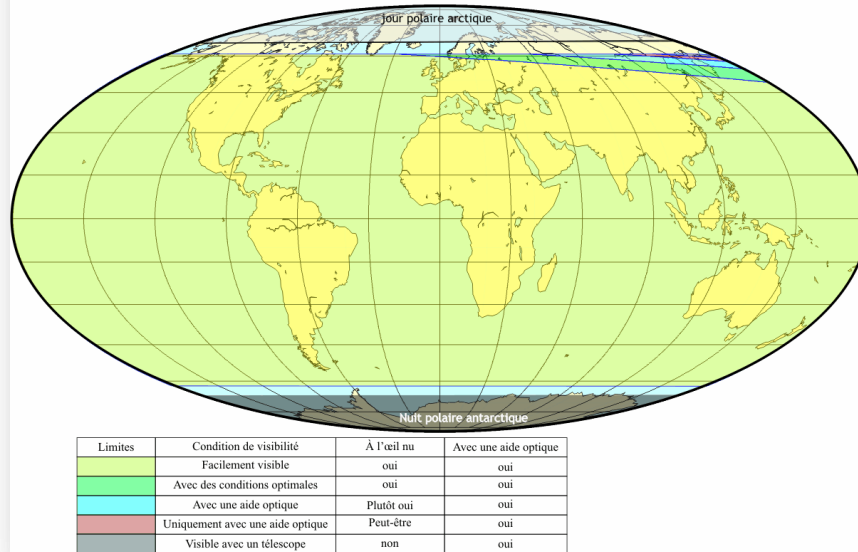 jour polaire arctique
Nuit polaire antarctique
Limites Condition de visibilité À l'œil nu Avec une aide optique
Facilement visible oui oui
Avec des conditions optimales oui oui
Avec une aide optique Plutôt oui oui
Uniquement avec une aide optique Peut-être oui
Visible avec un télescope non oui